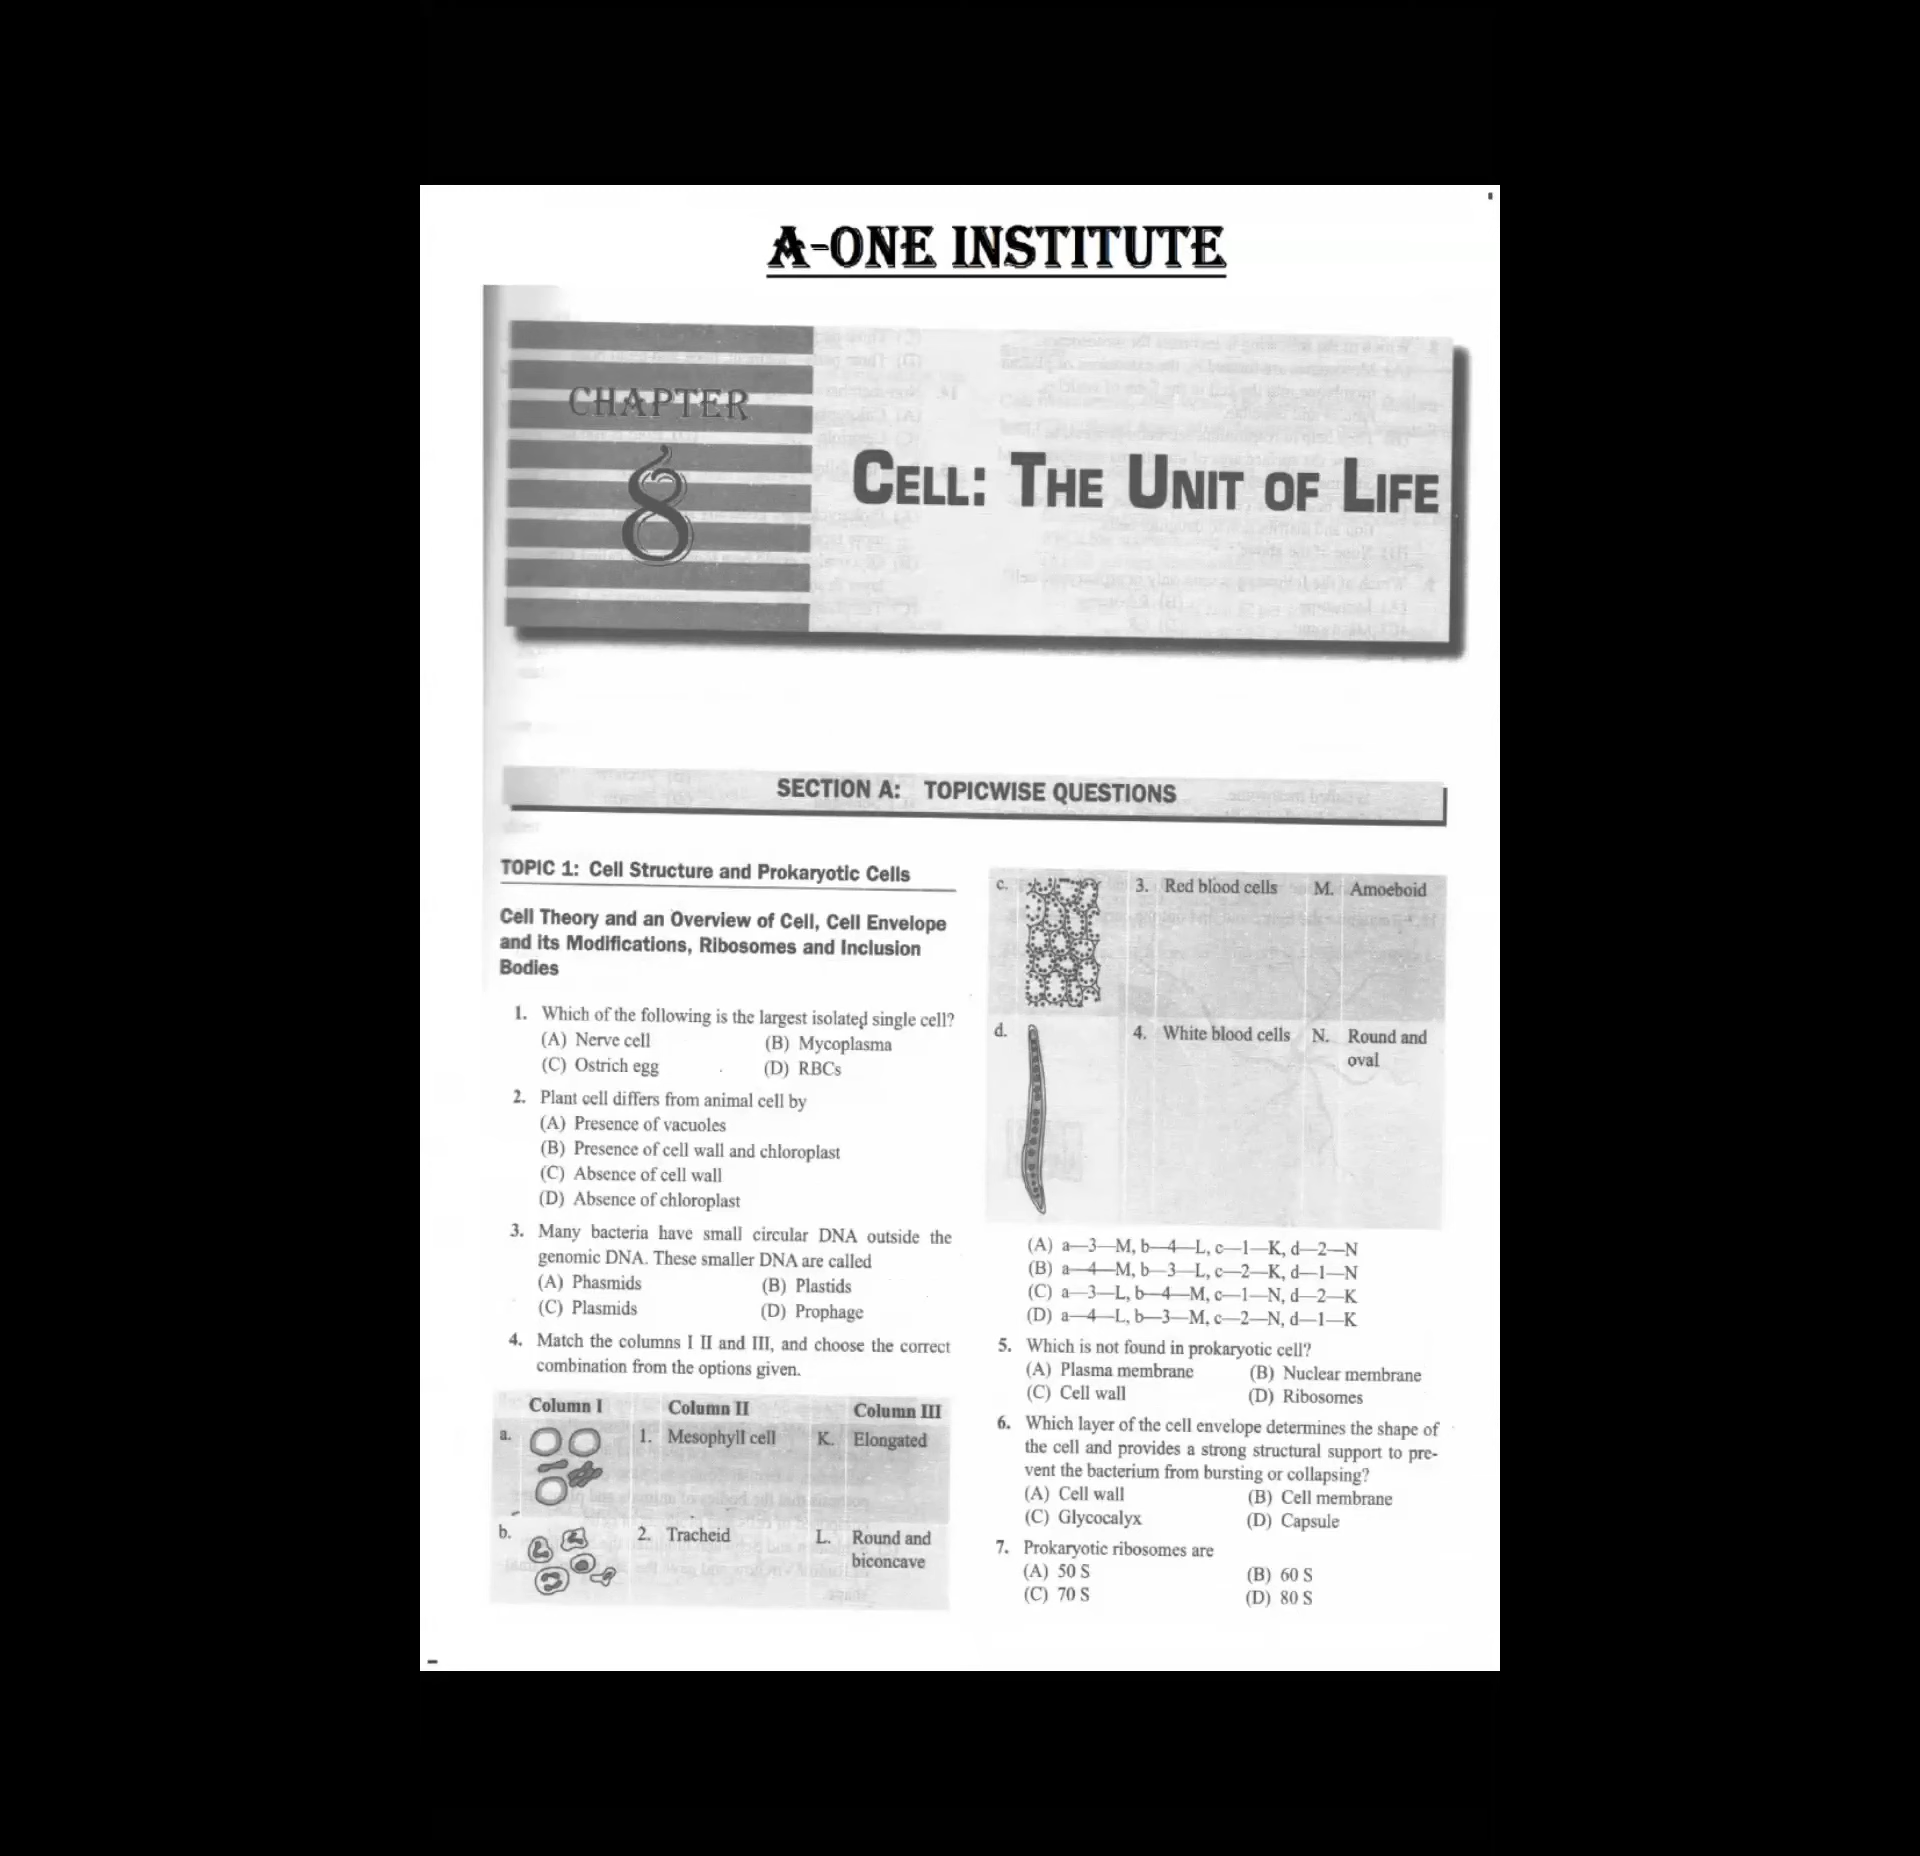 A-ONE INSTITUTE
CHAPTER
8
CELL: THE UNIT OF LIFE
SECTION A: TOPICWISE QUESTIONS
TOPIC 1: Cell Structure and Prokaryotic Cells
Cell Theory and an Overview of Cell, Cell Envelope
and its Modifications, Ribosomes and Inclusion
Bodies
1. Which of the following is the largest isolated single cell?
(A) Nerve cell (B) Mycoplasma
(C) Ostrich egg (D) RBCs
2. Plant cell differs from animal cell by
(A) Presence of vacuoles
(B) Presence of cell wall and chloroplast
(C) Absence of cell wall
(D) Absence of chloroplast
3. Many bacteria have small circular DNA outside the
genomic DNA. These smaller DNA are called
(A) Phasmids (B) Plastids
(C) Plasmids (D) Prophage
4. Match the columns I II and III, and choose the correct
combination from the options given.
Column I Column II Column III
a. 1. Mesophyll cell K. Elongated
b. 2. Tracheid L. Round and
biconcave
c. 3. Red blood cells M. Amoeboid
d. 4. White blood cells N. Round and
oval
(A) a—3—M, b—4—L, c—1—K, d—2—N
(B) a—4—M, b—3—L, c—2—K, d—1—N
(C) a—3—L, b—4—M, c—1—N, d—2—K
(D) a—4—L, b—3—M, c—2—N, d—1—K
5. Which is not found in prokaryotic cell?
(A) Plasma membrane (B) Nuclear membrane
(C) Cell wall (D) Ribosomes
6. Which layer of the cell envelope determines the shape of
the cell and provides a strong structural support to pre-
vent the bacterium from bursting or collapsing?
(A) Cell wall (B) Cell membrane
(C) Glycocalyx (D) Capsule
7. Prokaryotic ribosomes are
(A) 50 S (B) 60 S
(C) 70 S (D) 80 S